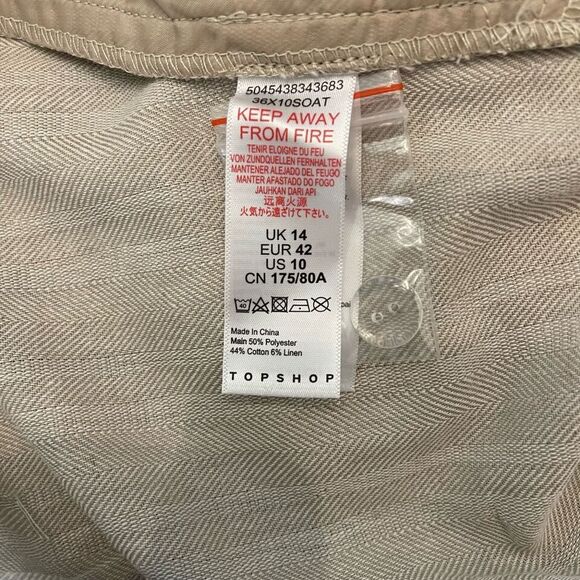 5045438343683
36X10SOAT
KEEP AWAY
FROM FIRE
TENIR ELOIGNE DU FEU
VON ZUNDQUELLEN FERNHALTEN
MANTENER ALEJADO DEL FEUGO
MANTER AFASTADO DO FOGO
JAUHKAN DARI API
远离火源
火気から遠ざけて下さい。
UK 14
EUR 42
US 10
CN 175/80A
40
Made In China
Main 50% Polyester
44% Cotton 6% Linen
TOPSHOP